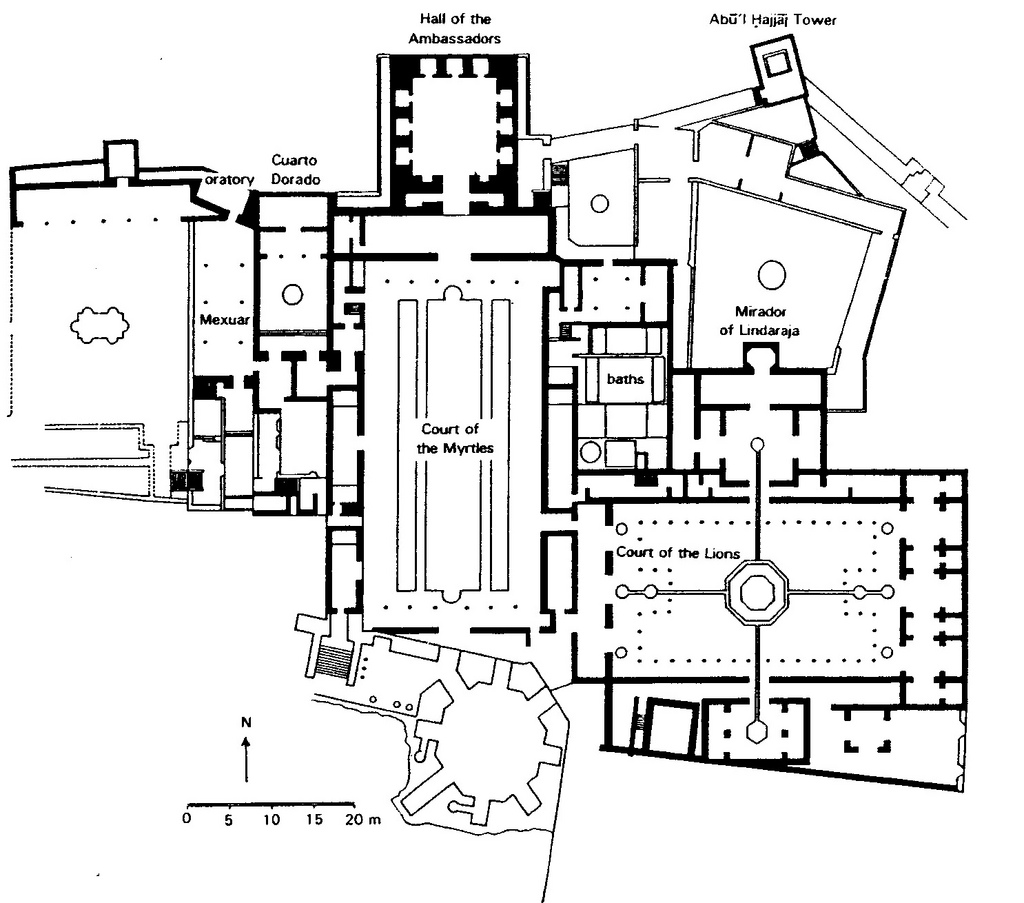 Hall of the
Ambassadors
Abū'l Ḥajjāj Tower
oratory
Cuarto
Dorado
Mexuar
Mirador
of Lindaraja
baths
Court of
the Myrtles
Court of the Lions
N
0 5 10 15 20 m